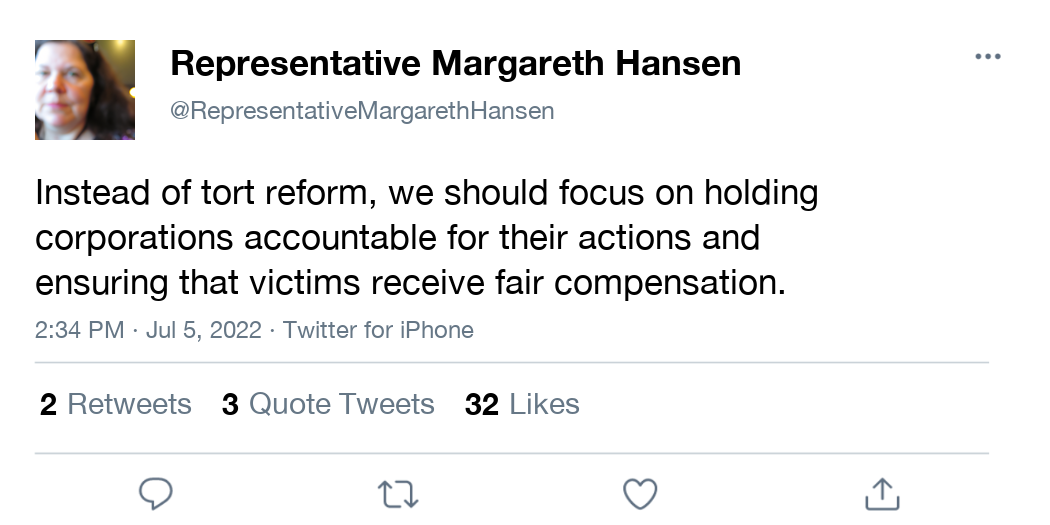 Representative Margareth Hansen
@RepresentativeMargarethHansen
Instead of tort reform, we should focus on holding
corporations accountable for their actions and
ensuring that victims receive fair compensation.
2:34 PM · Jul 5, 2022 · Twitter for iPhone
2 Retweets 3 Quote Tweets 32 Likes